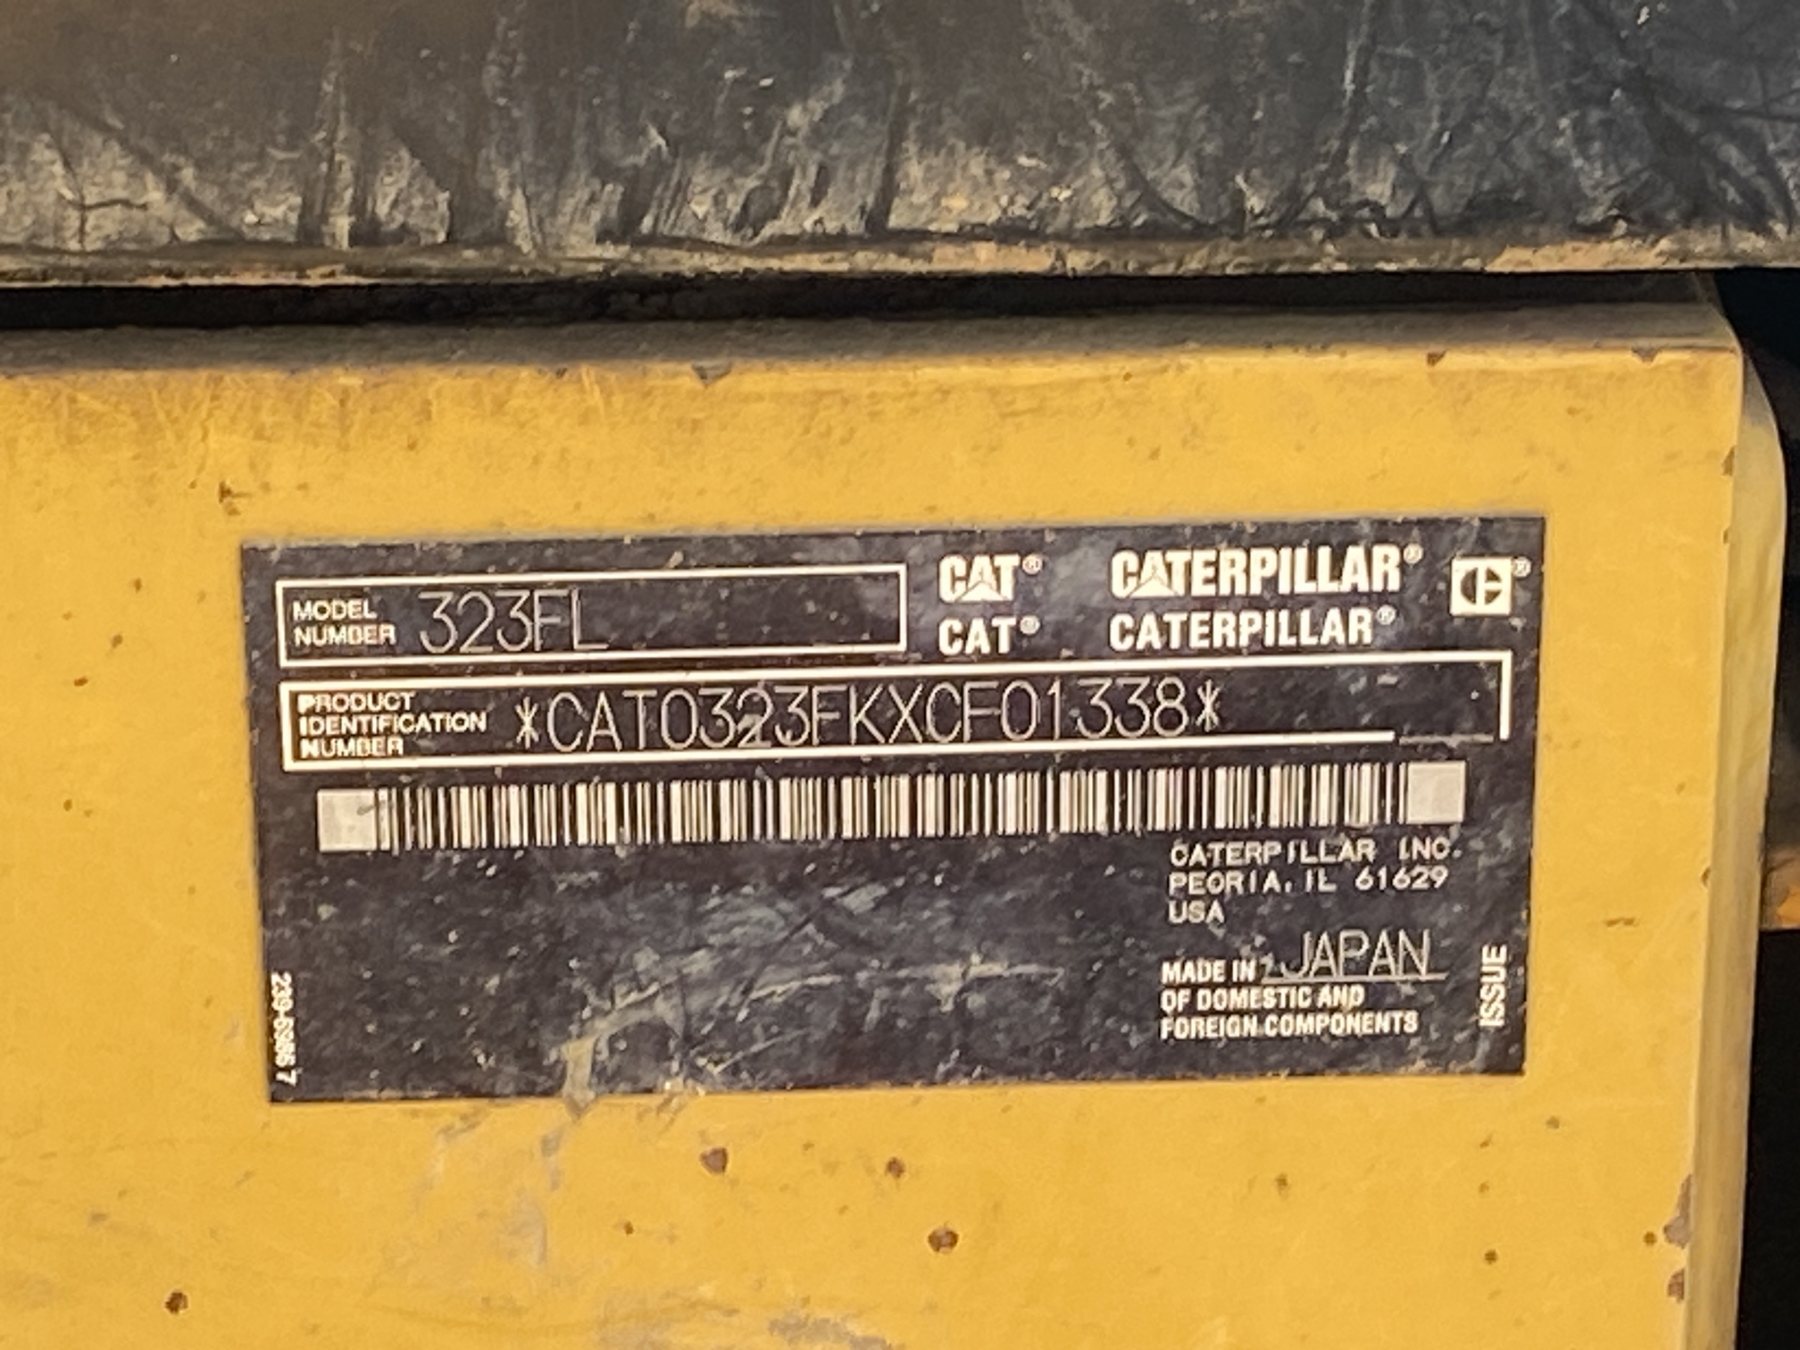 MODEL NUMBER 323FL
CAT® CATERPILLAR®
CAT® CATERPILLAR®
PRODUCT
IDENTIFICATION
NUMBER
*CAT0323FKXCF01338*
CATERPILLAR INC.
PEORIA, IL 61629
USA
MADE IN JAPAN
OF DOMESTIC AND
FOREIGN COMPONENTS
ISSUE